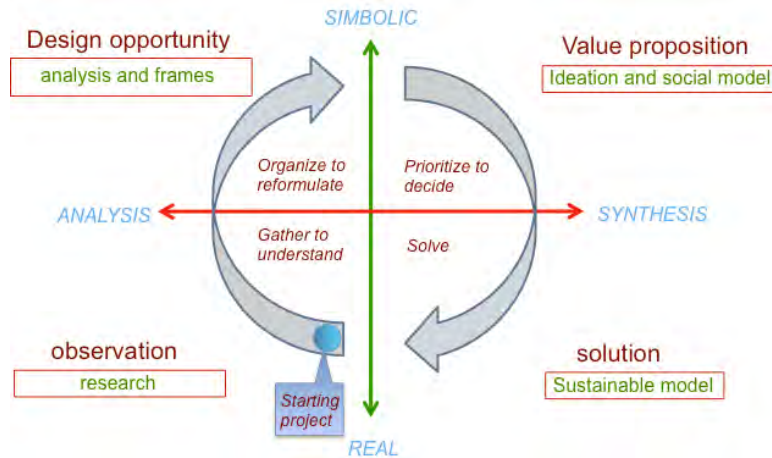 SIMBOLIC
Design opportunity
analysis and frames
Value proposition
Ideation and social model
Organize to
reformulate
Prioritize to
decide
ANALYSIS
SYNTHESIS
Gather to
understand
Solve
observation
research
solution
Sustainable model
Starting
project
REAL